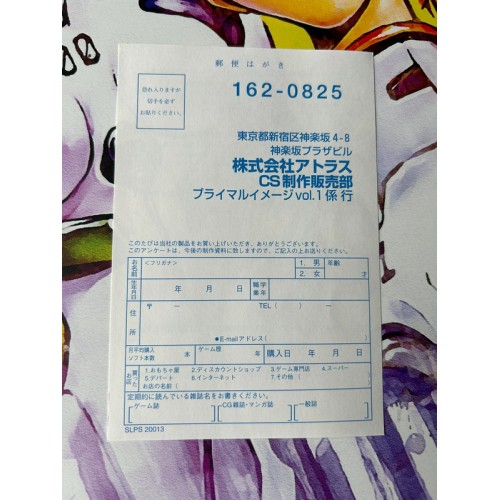 郵便はがき
恐れ入りますが
切手を必ず
お貼りください。
162-0825
東京都新宿区神楽坂4-8
神楽坂プラザビル
株式会社アトラス
CS制作販売部
プライマルイメージvol.1係 行
このたびは当社の製品をお買い上げいただき、ありがとうございます。
このアンケートは、今後の制作資料に致しますので、ご記入の上お送りください。
お名前 <フリガナ> 1. 男 2. 女 年齢 才
生年月日 年 月 日 職業 学年
住所 〒 ー TEL ( ) ー
●E-mailアドレス( )
月平均購入ソフト本数 本 ゲーム歴 年 購入日 年 月 日
買ったお店 1.おもちゃ屋 2.ディスカウントショップ 3.ゲーム専門店 4.スーパー
5.デパート 6.インターネット 7.その他 ( )
お店の名前 ( )
定期的に読んでいる雑誌名をお書きください。
ゲーム誌 CG雑誌・マンガ誌 一般誌
SLPS 20013